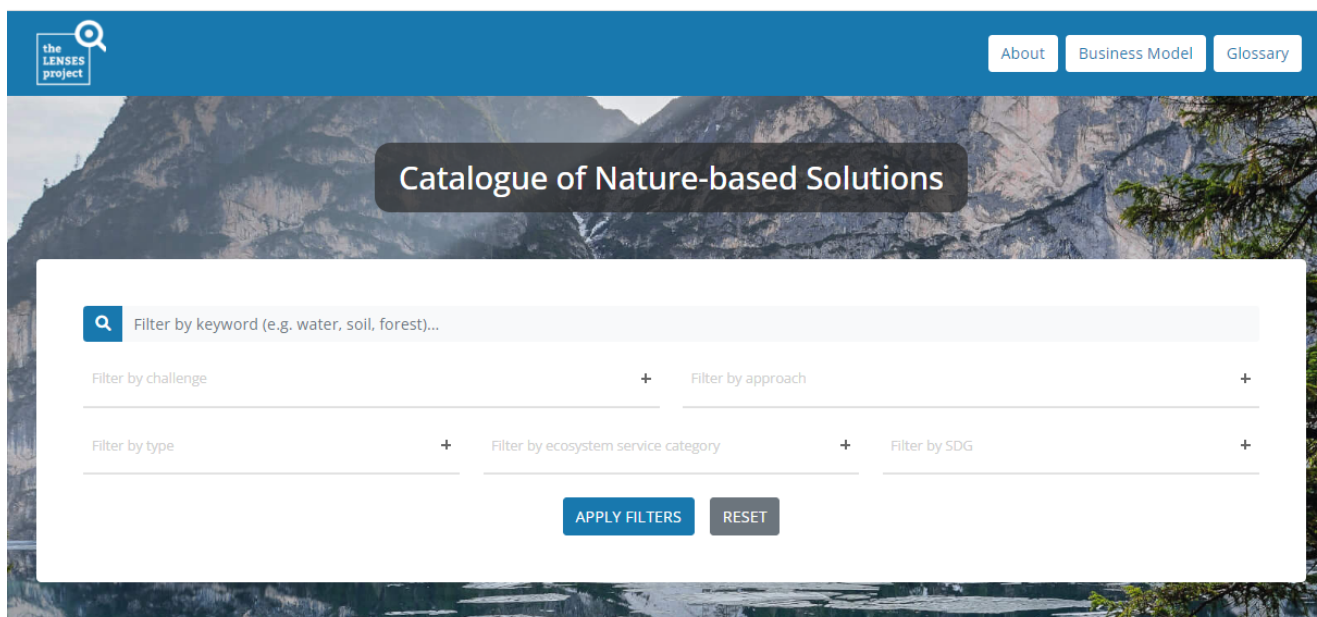 the
LENSES
project
About
Business Model
Glossary
Catalogue of Nature-based Solutions
Filter by keyword (e.g. water, soil, forest)...
Filter by challenge +
Filter by approach +
Filter by type +
Filter by ecosystem service category +
Filter by SDG +
APPLY FILTERS
RESET